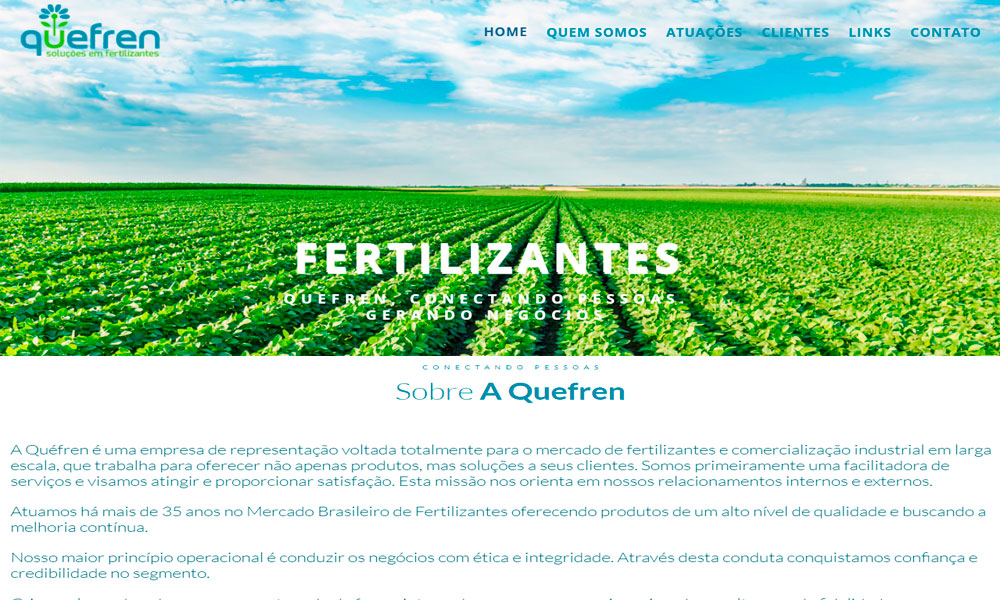 quefren
soluções em fertilizantes
HOME QUEM SOMOS ATUAÇÕES CLIENTES LINKS CONTATO
FERTILIZANTES
QUEFREN, CONECTANDO PESSOAS
GERANDO NEGÓCIOS
CONECTANDO PESSOAS
Sobre A Quefren
A Quéfren é uma empresa de representação voltada totalmente para o mercado de fertilizantes e comercialização industrial em larga
escala, que trabalha para oferecer não apenas produtos, mas soluções a seus clientes. Somos primeiramente uma facilitadora de
serviços e visamos atingir e proporcionar satisfação. Esta missão nos orienta em nossos relacionamentos internos e externos.
Atuamos há mais de 35 anos no Mercado Brasileiro de Fertilizantes oferecendo produtos de um alto nível de qualidade e buscando a
melhoria contínua.
Nosso maior princípio operacional é conduzir os negócios com ética e integridade. Através desta conduta conquistamos confiança e
credibilidade no segmento.